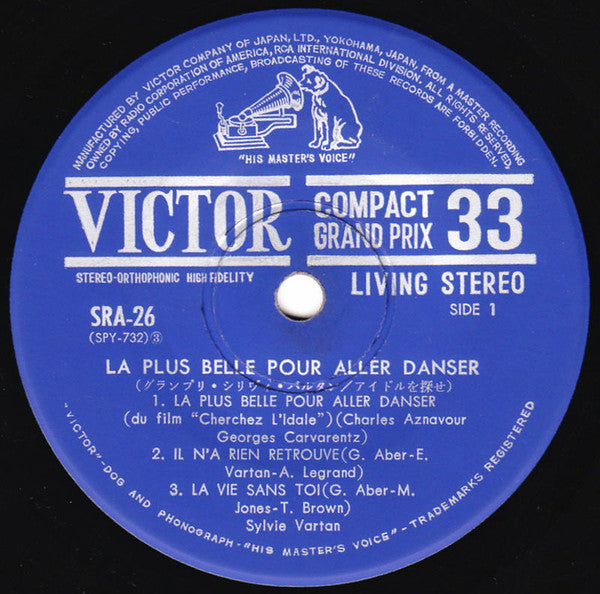 MANUFACTURED BY VICTOR COMPANY OF JAPAN, LTD., YOKOHAMA, JAPAN, FROM A MASTER RECORDING
OWNED BY RADIO CORPORATION OF AMERICA, RCA INTERNATIONAL DIVISION. ALL RIGHTS RESERVED,
COPYING, PUBLIC PERFORMANCE, BROADCASTING OF THESE RECORDS ARE FORBIDDEN.
"HIS MASTER'S VOICE"
VICTOR
COMPACT
GRAND PRIX
33
STEREO-ORTHOPHONIC HIGH FIDELITY
LIVING STEREO
SRA-26
SIDE 1
(SPY-732)③
LA PLUS BELLE POUR ALLER DANSER
(グランプリ・シリヴィ・バルタン/アイドルを探せ)
1. LA PLUS BELLE POUR ALLER DANSER
(du film "Cherchez L'Idale")(Charles Aznavour
Georges Carvarentz)
2. IL N'A RIEN RETROUVE(G. Aber-E.
Vartan-A. Legrand)
3. LA VIE SANS TOI(G. Aber-M.
Jones-T. Brown)
Sylvie Vartan
"VICTOR"-DOG AND PHONOGRAPH-"HIS MASTER'S VOICE"-TRADEMARKS REGISTERED